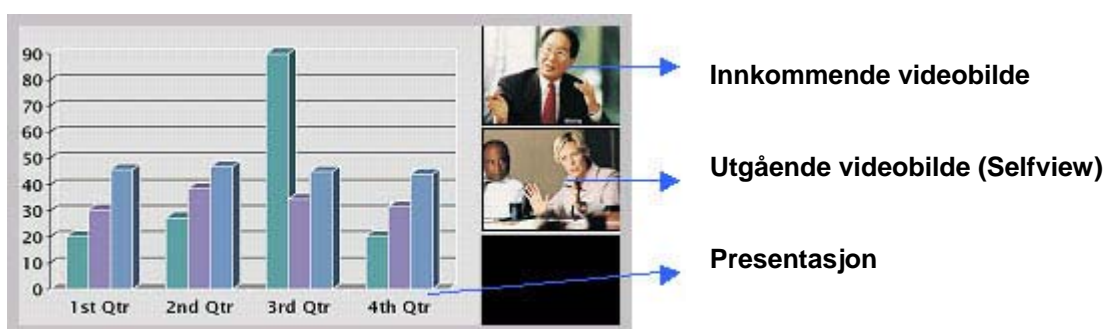 90
80
70
60
50
40
30
20
10
0
1st Qtr 2nd Qtr 3rd Qtr 4th Qtr
Innkommende videobilde
Utgående videobilde (Selfview)
Presentasjon